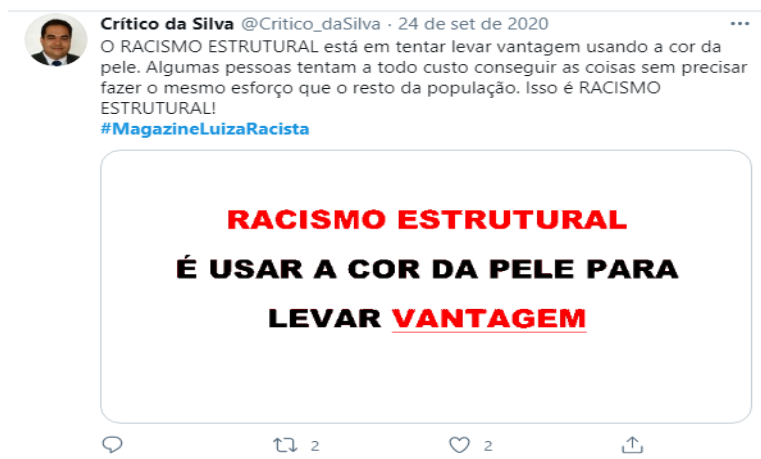 Crítico da Silva @Critico_daSilva · 24 de set de 2020
O RACISMO ESTRUTURAL está em tentar levar vantagem usando a cor da
pele. Algumas pessoas tentam a todo custo conseguir as coisas sem precisar
fazer o mesmo esforço que o resto da população. Isso é RACISMO
ESTRUTURAL!
#MagazineLuizaRacista
RACISMO ESTRUTURAL
É USAR A COR DA PELE PARA
LEVAR VANTAGEM
2 2